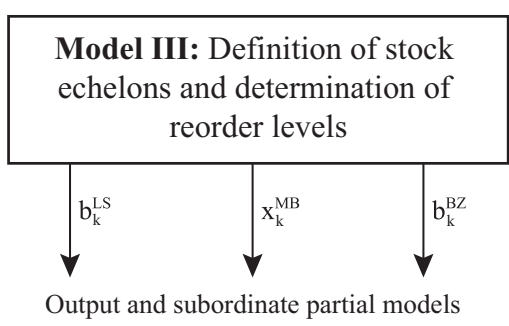 Model III: Definition of stock
echelons and determination of
reorder levels
b_k^LS x_k^MB b_k^BZ
Output and subordinate partial models